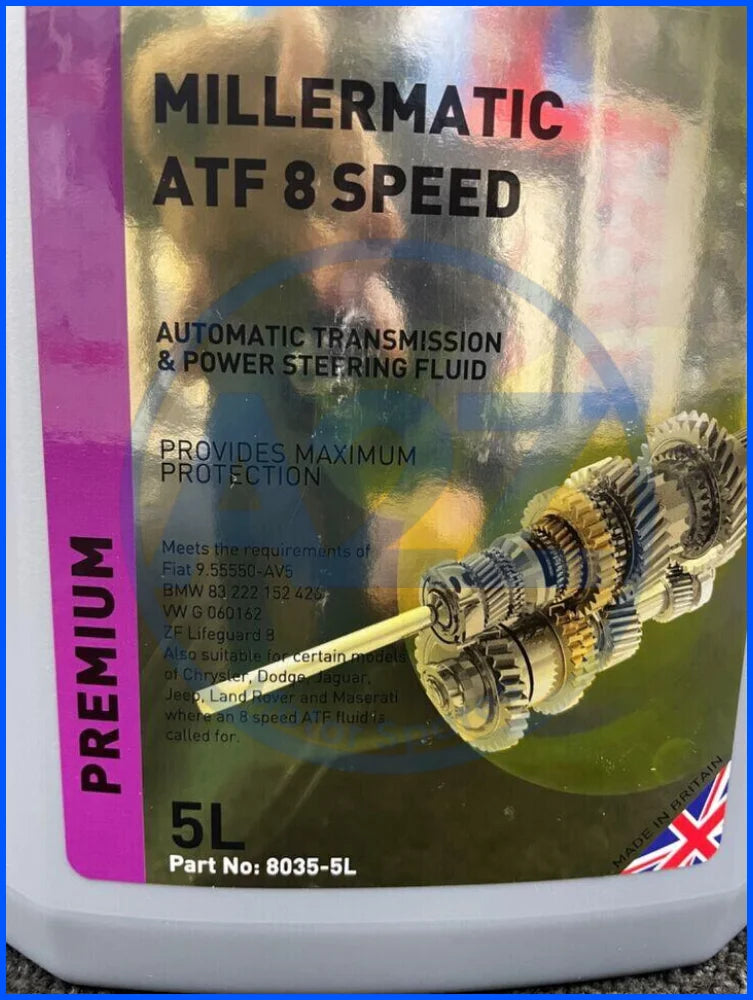 MILLERMATIC
ATF 8 SPEED
AUTOMATIC TRANSMISSION
& POWER STEERING FLUID
PROVIDES MAXIMUM
PROTECTION
Meets the requirements of
Fiat 9.55550-AV5
BMW 83 222 152 426
VW G 060162
ZF Lifeguard 8
Also suitable for certain models
of Chrysler, Dodge, Jaguar,
Jeep, Land Rover and Maserati
where an 8 speed ATF fluid is
called for.
PREMIUM
5L
Part No: 8035-5L
MADE IN BRITAIN